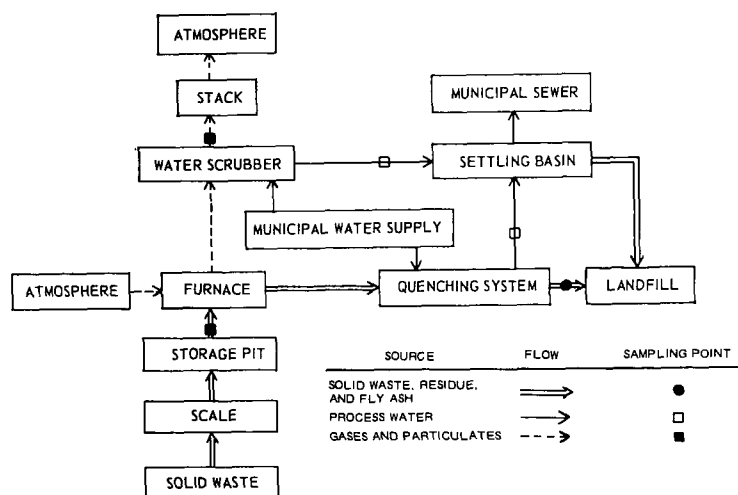 ATMOSPHERE
STACK
MUNICIPAL SEWER
WATER SCRUBBER
SETTLING BASIN
MUNICIPAL WATER SUPPLY
ATMOSPHERE
FURNACE
QUENCHING SYSTEM
LANDFILL
STORAGE PIT
SCALE
SOLID WASTE
SOURCE FLOW SAMPLING POINT
SOLID WASTE, RESIDUE,
AND FLY ASH
PROCESS WATER
GASES AND PARTICULATES